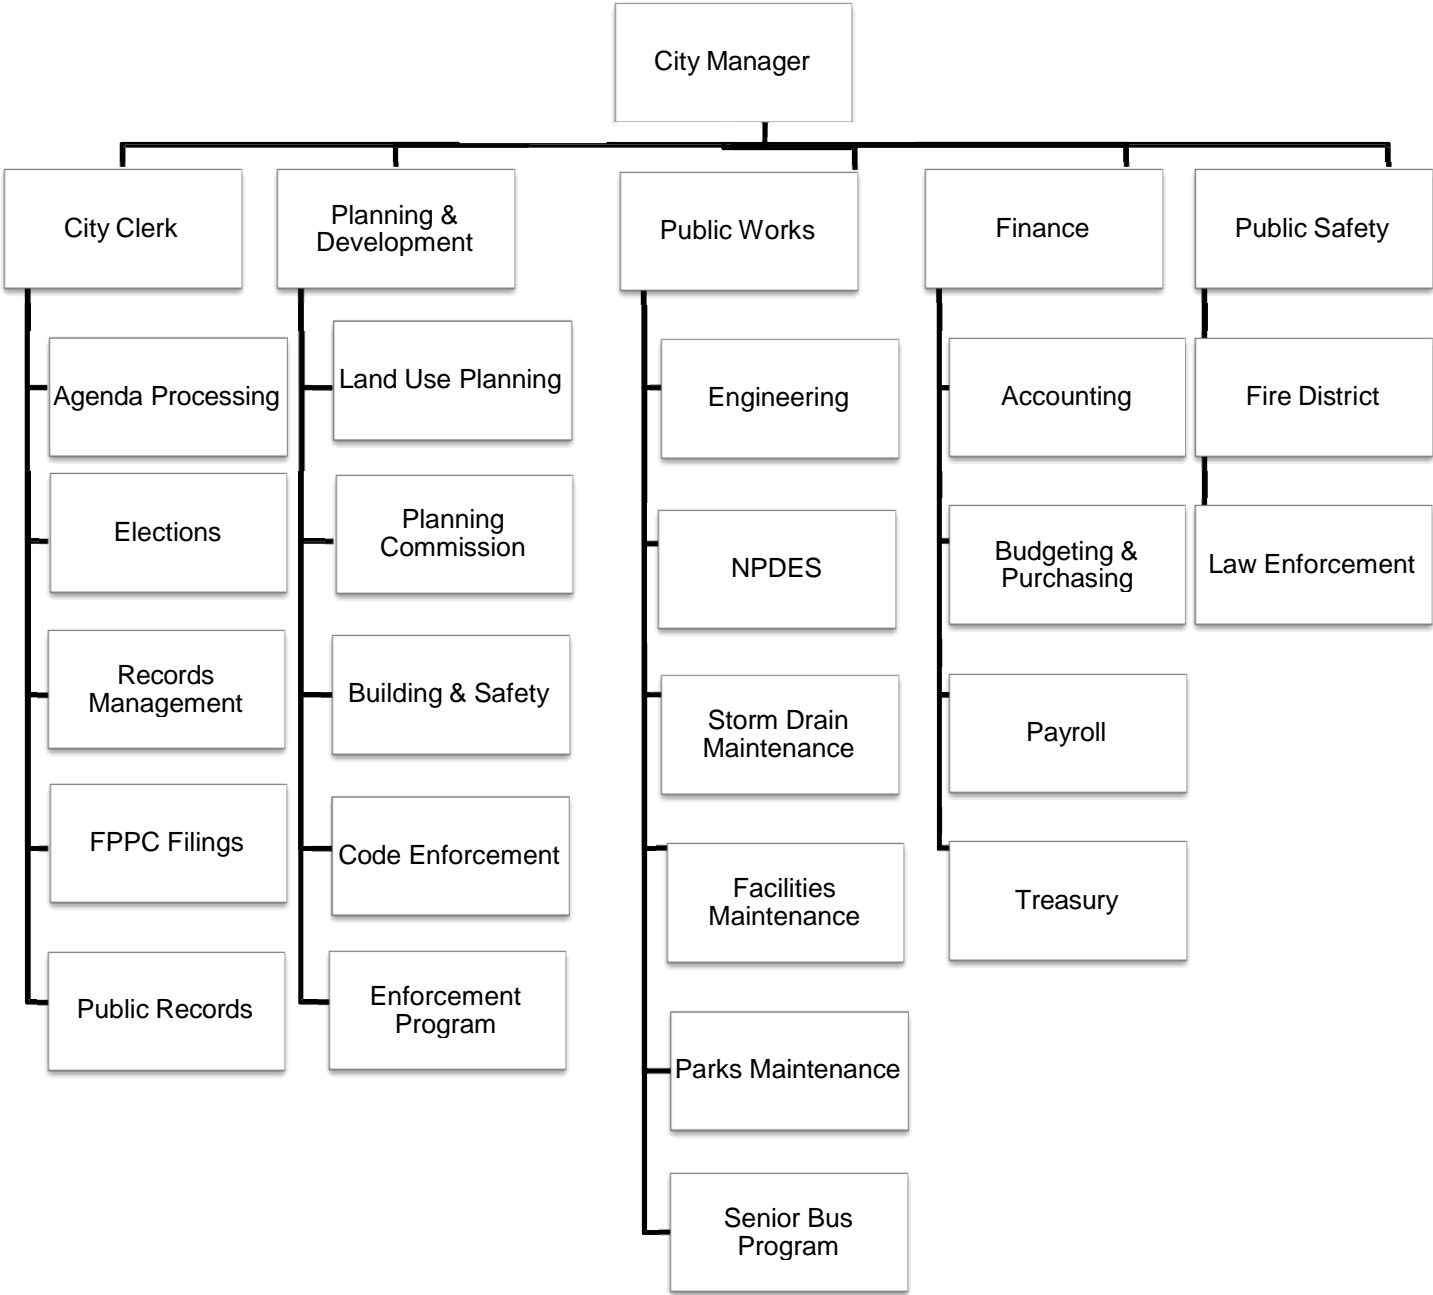 City Manager
City Clerk
Planning &
Development
Public Works
Finance
Public Safety
Agenda Processing
Elections
Records
Management
FPPC Filings
Public Records
Land Use Planning
Planning
Commission
Building & Safety
Code Enforcement
Enforcement
Program
Engineering
NPDES
Storm Drain
Maintenance
Facilities
Maintenance
Parks Maintenance
Senior Bus
Program
Accounting
Budgeting &
Purchasing
Payroll
Treasury
Fire District
Law Enforcement